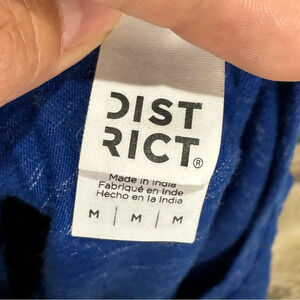 DIST
RICT®
Made in India
Fabriqué en Inde
Hecho en la India
M | M | M